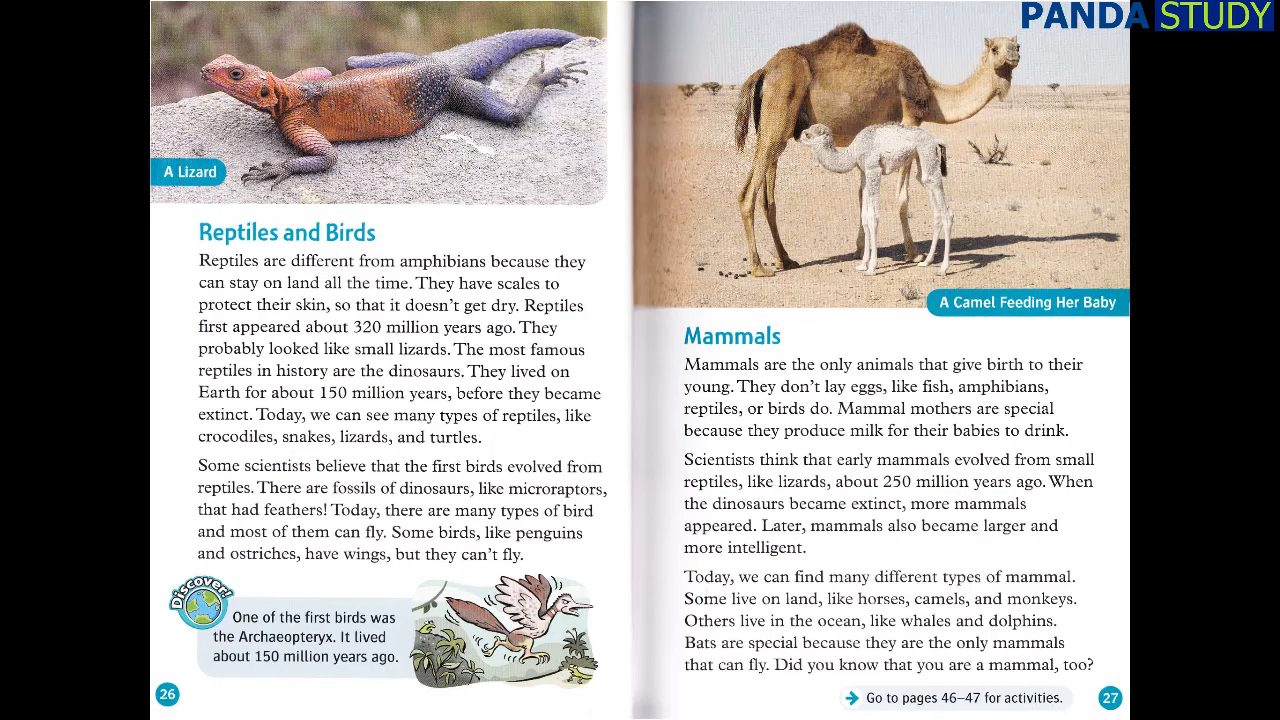 PANDA STUDY
A Lizard
Reptiles and Birds
Reptiles are different from amphibians because they
can stay on land all the time. They have scales to
protect their skin, so that it doesn't get dry. Reptiles
first appeared about 320 million years ago. They
probably looked like small lizards. The most famous
reptiles in history are the dinosaurs. They lived on
Earth for about 150 million years, before they became
extinct. Today, we can see many types of reptiles, like
crocodiles, snakes, lizards, and turtles.
Some scientists believe that the first birds evolved from
reptiles. There are fossils of dinosaurs, like microraptors,
that had feathers! Today, there are many types of bird
and most of them can fly. Some birds, like penguins
and ostriches, have wings, but they can't fly.
Discover!
One of the first birds was
the Archaeopteryx. It lived
about 150 million years ago.
26
A Camel Feeding Her Baby
Mammals
Mammals are the only animals that give birth to their
young. They don't lay eggs, like fish, amphibians,
reptiles, or birds do. Mammal mothers are special
because they produce milk for their babies to drink.
Scientists think that early mammals evolved from small
reptiles, like lizards, about 250 million years ago. When
the dinosaurs became extinct, more mammals
appeared. Later, mammals also became larger and
more intelligent.
Today, we can find many different types of mammal.
Some live on land, like horses, camels, and monkeys.
Others live in the ocean, like whales and dolphins.
Bats are special because they are the only mammals
that can fly. Did you know that you are a mammal, too?
→ Go to pages 46–47 for activities.
27